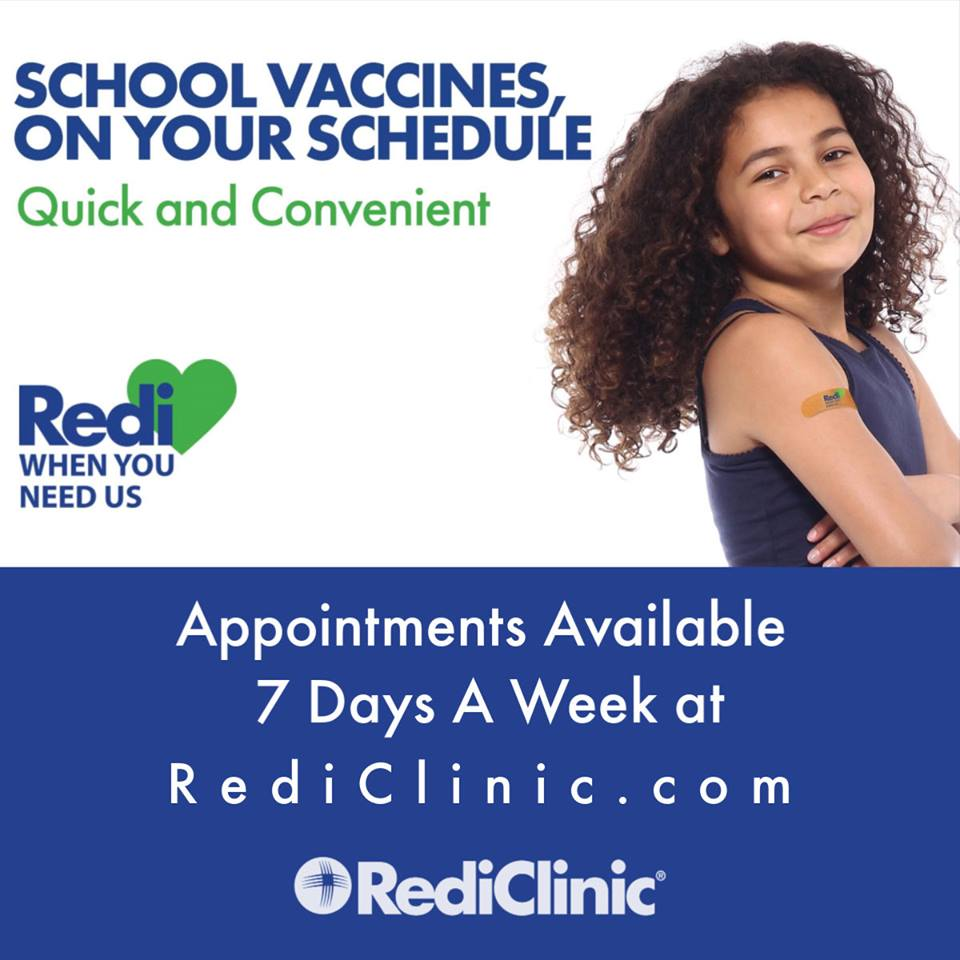 SCHOOL VACCINES,
ON YOUR SCHEDULE
Quick and Convenient
Redi
WHEN YOU
NEED US
Redi
Appointments Available
7 Days A Week at
RediClinic.com
RediClinic®